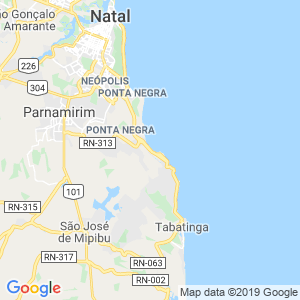 São Gonçalo
Amarante
Natal
226
NEÓPOLIS
304
PONTA NEGRA
Parnamirim
PONTA NEGRA
RN-313
101
RN-315
São José
de Mipibu
Tabatinga
RN-317
RN-063
RN-002
Google
Map data ©2019 Google